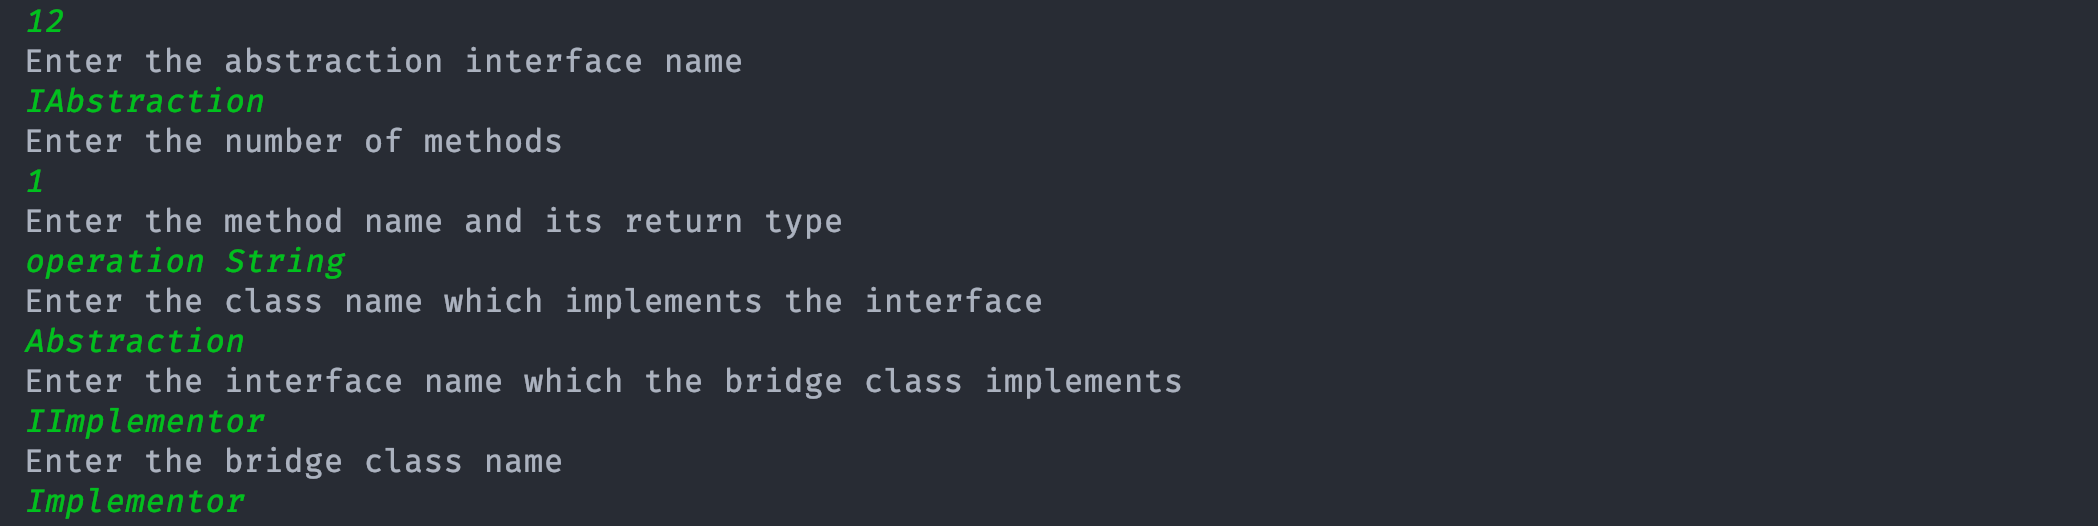 12
Enter the abstraction interface name
IAbstraction
Enter the number of methods
1
Enter the method name and its return type
operation String
Enter the class name which implements the interface
Abstraction
Enter the interface name which the bridge class implements
IImplementor
Enter the bridge class name
Implementor